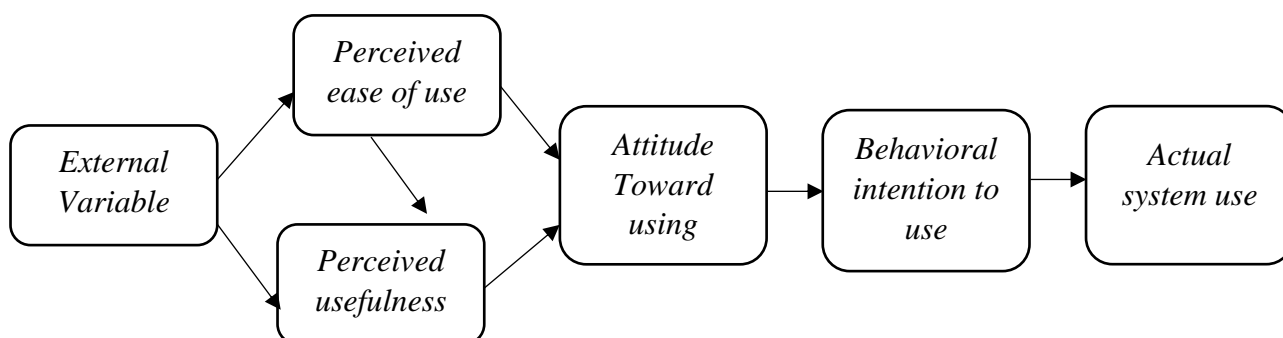 Perceived
ease of use
External
Variable
Perceived
usefulness
Attitude
Toward
using
Behavioral
intention to
use
Actual
system use